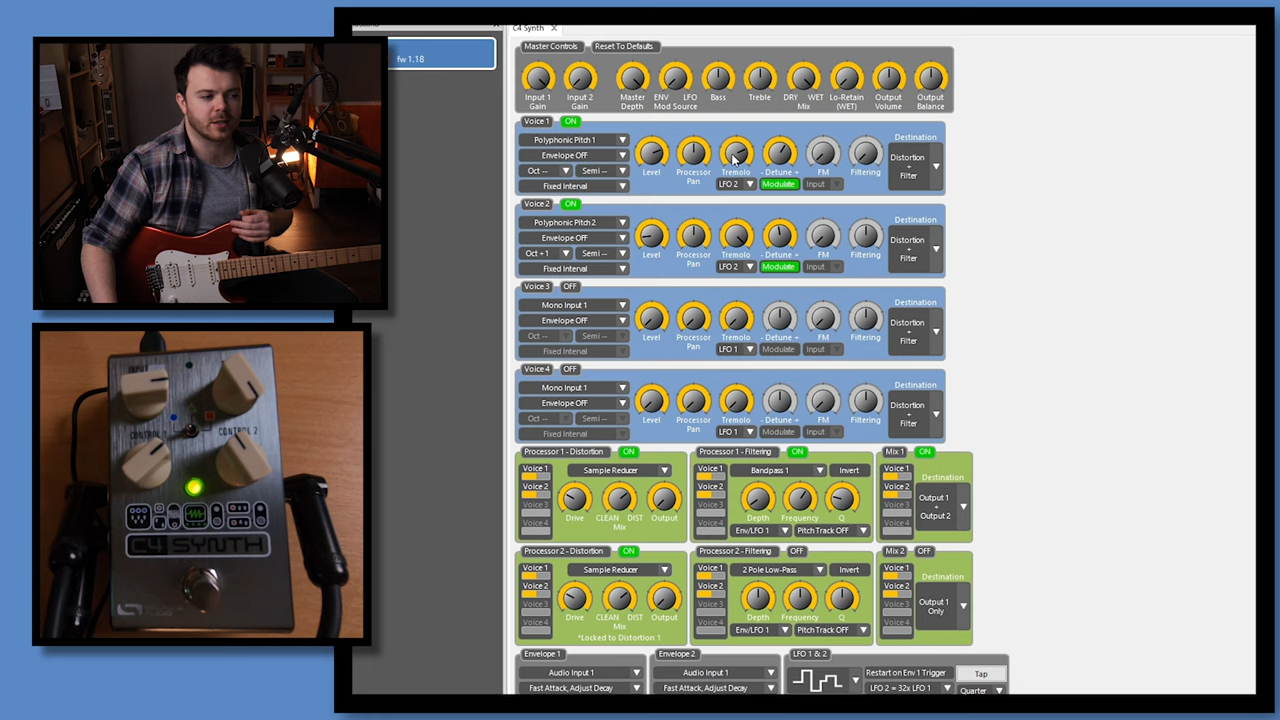 C4 Synth
fw 1.18
Master Controls Reset To Defaults
Input 1 Gain Input 2 Gain Master Depth ENV LFO Mod Source Bass Treble DRY WET Mix Lo-Retain (WET) Output Volume Output Balance
Voice 1 ON
Polyphonic Pitch 1
Envelope Off
Oct -- Semi --
Fixed Interval
Level Processor Pan Tremolo - Detune + FM Filtering
LFO 2 Modulate Input
Destination
Distortion
+
Filter
Voice 2 ON
Polyphonic Pitch 2
Envelope Off
Oct +1 Semi --
Fixed Interval
Level Processor Pan Tremolo - Detune + FM Filtering
LFO 2 Modulate Input
Destination
Distortion
+
Filter
Voice 3 OFF
Mono Input 1
Envelope Off
Oct -- Semi --
Fixed Interval
Level Processor Pan Tremolo - Detune + FM Filtering
LFO 1 Modulate Input
Destination
Distortion
+
Filter
Voice 4 OFF
Mono Input 1
Envelope Off
Oct -- Semi --
Fixed Interval
Level Processor Pan Tremolo - Detune + FM Filtering
LFO 1 Modulate Input
Destination
Distortion
+
Filter
Processor 1 - Distortion ON
Voice 1
Voice 2
Voice 3
Voice 4
Sample Reducer
Drive CLEAN DIST Mix Output
Processor 1 - Filtering ON
Voice 1
Voice 2
Voice 3
Voice 4
Bandpass 1 Invert
Depth Frequency Q
Env/LFO 1 Pitch Track OFF
Mix 1 ON
Voice 1
Voice 2
Voice 3
Voice 4
Destination
Output 1
+
Output 2
Processor 2 - Distortion ON
Voice 1
Voice 2
Voice 3
Voice 4
Sample Reducer
Drive CLEAN DIST Mix Output
*Locked to Distortion 1
Processor 2 - Filtering OFF
Voice 1
Voice 2
Voice 3
Voice 4
2 Pole Low-Pass Invert
Depth Frequency Q
Env/LFO 1 Pitch Track OFF
Mix 2 OFF
Voice 1
Voice 2
Voice 3
Voice 4
Destination
Output 1
Only
Envelope 1
Audio Input 1
Fast Attack, Adjust Decay
Envelope 2
Audio Input 1
Fast Attack, Adjust Decay
LFO 1 & 2
Restart on Env 1 Trigger Tap
LFO 2 = 32x LFO 1 Quarter
INPUT
CONTROL 1 CONTROL 2
C4 SYNTH